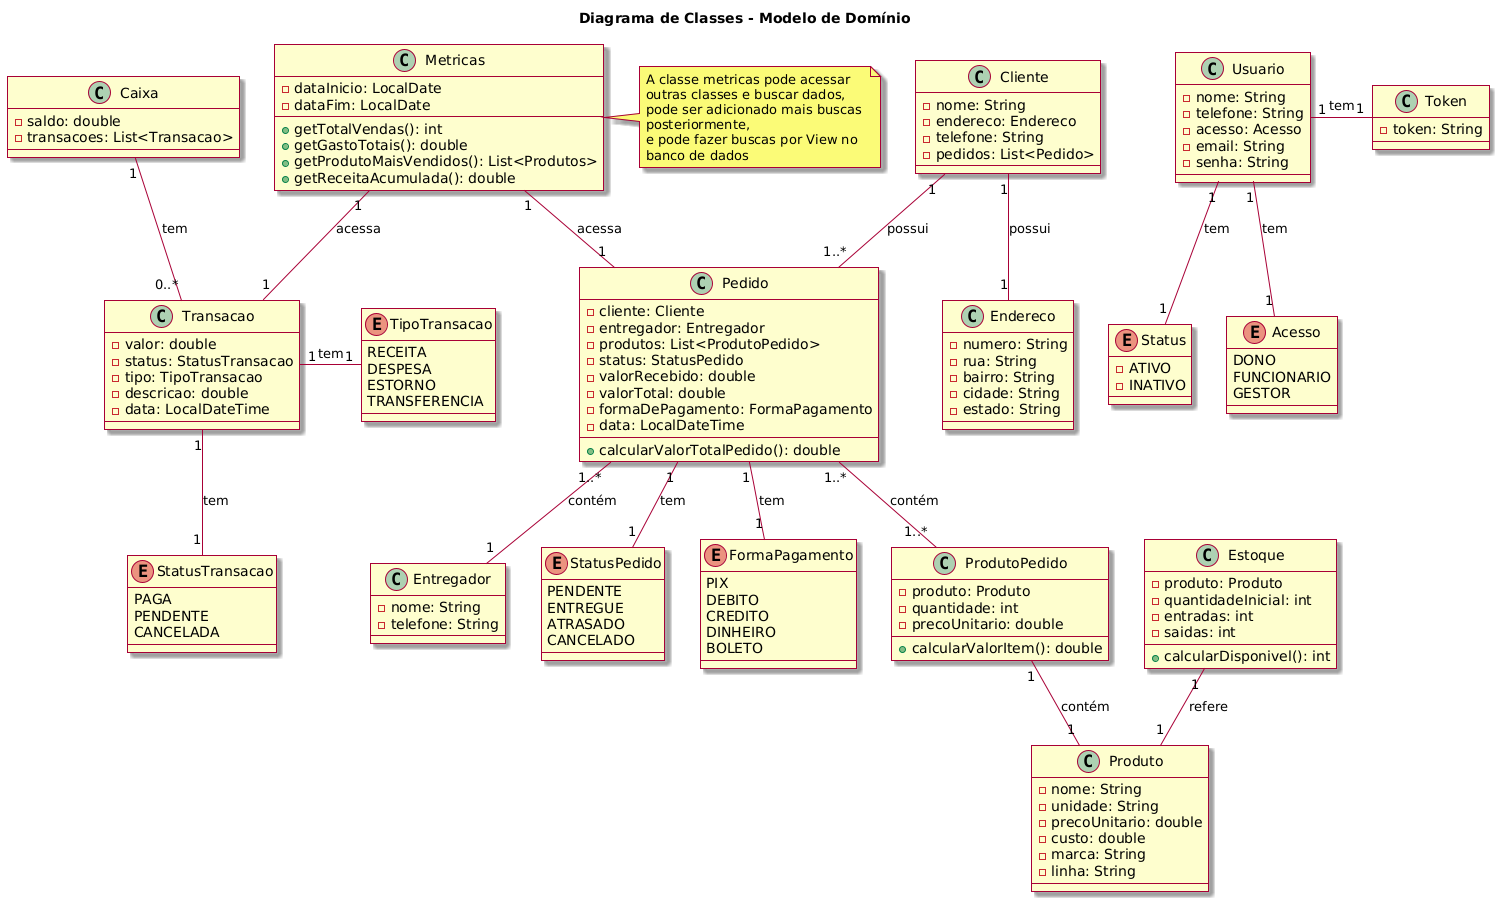 Diagrama de Classes - Modelo de Domínio
C Caixa
saldo: double
transacoes: List<Transacao>
C Metricas
dataInicio: LocalDate
dataFim: LocalDate
getTotalVendas(): int
getGastoTotais(): double
getProdutoMaisVendidos(): List<Produtos>
getReceitaAcumulada(): double
A classe metricas pode acessar
outras classes e buscar dados,
pode ser adicionado mais buscas
posteriormente,
e pode fazer buscas por View no
banco de dados
C Cliente
nome: String
endereco: Endereco
telefone: String
pedidos: List<Pedido>
C Usuario
nome: String
telefone: String
acesso: Acesso
email: String
senha: String
1 tem 1
C Token
token: String
1
tem
0..*
1
acessa
1
1
acessa
1
1
possui
1..*
1
possui
1
1
tem
1
1
tem
1
C Transacao
valor: double
status: StatusTransacao
tipo: TipoTransacao
descricao: double
data: LocalDateTime
1 tem 1
E TipoTransacao
RECEITA
DESPESA
ESTORNO
TRANSFERENCIA
C Pedido
cliente: Cliente
entregador: Entregador
produtos: List<ProdutoPedido>
status: StatusPedido
valorRecebido: double
valorTotal: double
formaDePagamento: FormaPagamento
data: LocalDateTime
calcularValorTotalPedido(): double
C Endereco
numero: String
rua: String
bairro: String
cidade: String
estado: String
E Status
ATIVO
INATIVO
E Acesso
DONO
FUNCIONARIO
GESTOR
1
tem
1
1..*
contém
1
1
tem
1
1
tem
1
1..*
contém
1..*
E StatusTransacao
PAGA
PENDENTE
CANCELADA
C Entregador
nome: String
telefone: String
E StatusPedido
PENDENTE
ENTREGUE
ATRASADO
CANCELADO
E FormaPagamento
PIX
DEBITO
CREDITO
DINHEIRO
BOLETO
C ProdutoPedido
produto: Produto
quantidade: int
precoUnitario: double
calcularValorItem(): double
C Estoque
produto: Produto
quantidadeInicial: int
entradas: int
saidas: int
calcularDisponivel(): int
1
contém
1
1
refere
1
C Produto
nome: String
unidade: String
precoUnitario: double
custo: double
marca: String
linha: String